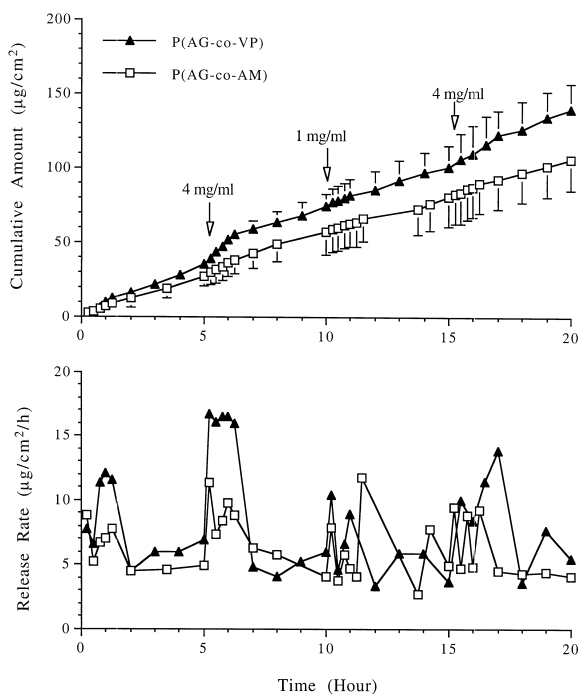 200
P(AG-co-VP)
P(AG-co-AM)
150
4 mg/ml
1 mg/ml
100
4 mg/ml
50
0
0 5 10 15 20
Cumulative Amount (μg/cm2)
20
15
10
5
0
0 5 10 15 20
Release Rate (μg/cm2/h)
Time (Hour)